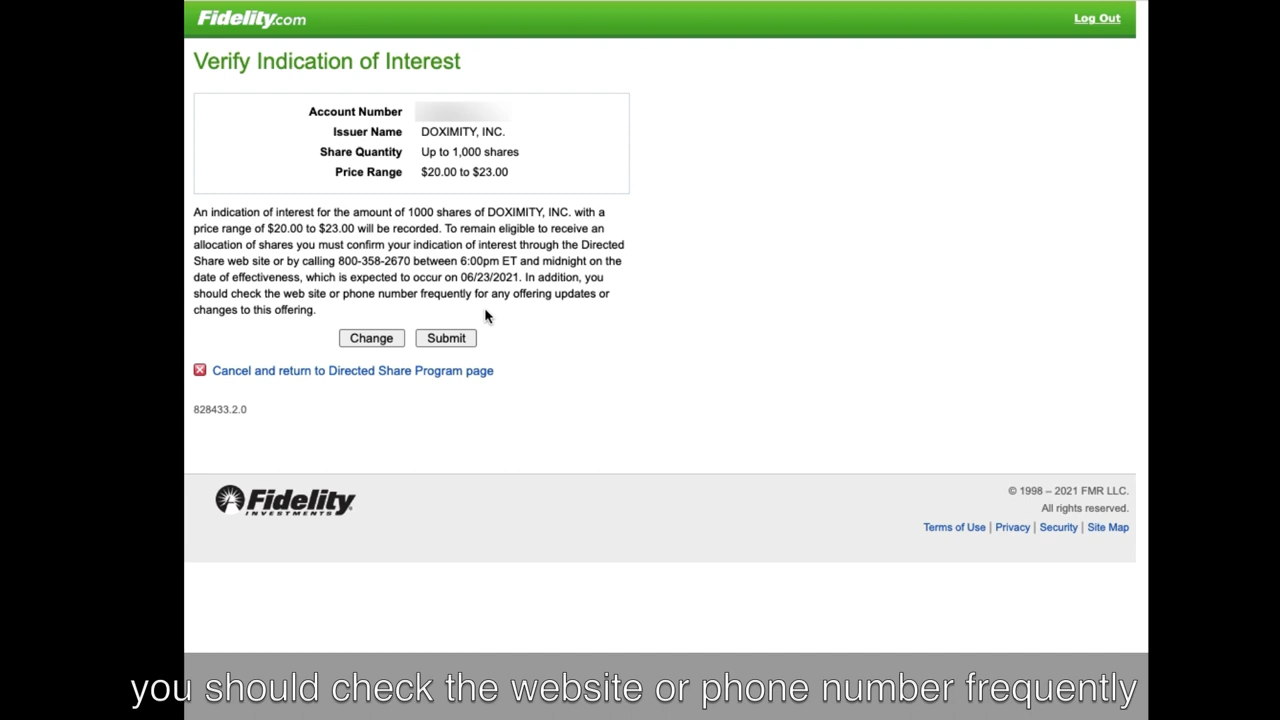 Fidelity.com
Log Out
Verify Indication of Interest
Account Number
Issuer Name DOXIMITY, INC.
Share Quantity Up to 1,000 shares
Price Range $20.00 to $23.00
An indication of interest for the amount of 1000 shares of DOXIMITY, INC. with a
price range of $20.00 to $23.00 will be recorded. To remain eligible to receive an
allocation of shares you must confirm your indication of interest through the Directed
Share web site or by calling 800-358-2670 between 6:00pm ET and midnight on the
date of effectiveness, which is expected to occur on 06/23/2021. In addition, you
should check the web site or phone number frequently for any offering updates or
changes to this offering.
Change Submit
Cancel and return to Directed Share Program page
828433.2.0
Fidelity
INVESTMENTS
© 1998 – 2021 FMR LLC.
All rights reserved.
Terms of Use | Privacy | Security | Site Map
you should check the website or phone number frequently